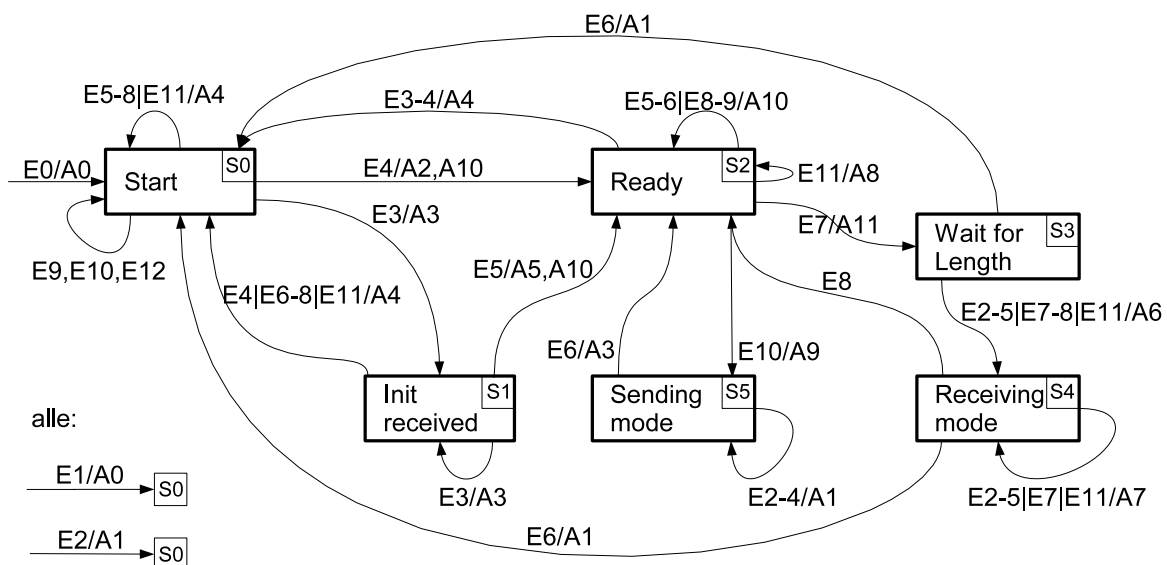 E6/A1
E5-8|E11/A4
E3-4/A4
E5-6|E8-9/A10
E0/A0
Start
S0
E4/A2,A10
Ready
S2
E11/A8
E3/A3
E7/A11
Wait for
Length
S3
E9,E10,E12
E4|E6-8|E11/A4
E5/A5,A10
E8
E2-5|E7-8|E11/A6
E6/A3
E10/A9
Init
received
S1
Sending
mode
S5
Receiving
mode
S4
alle:
E1/A0
S0
E3/A3
E2-4/A1
E2-5|E7|E11/A7
E2/A1
S0
E6/A1